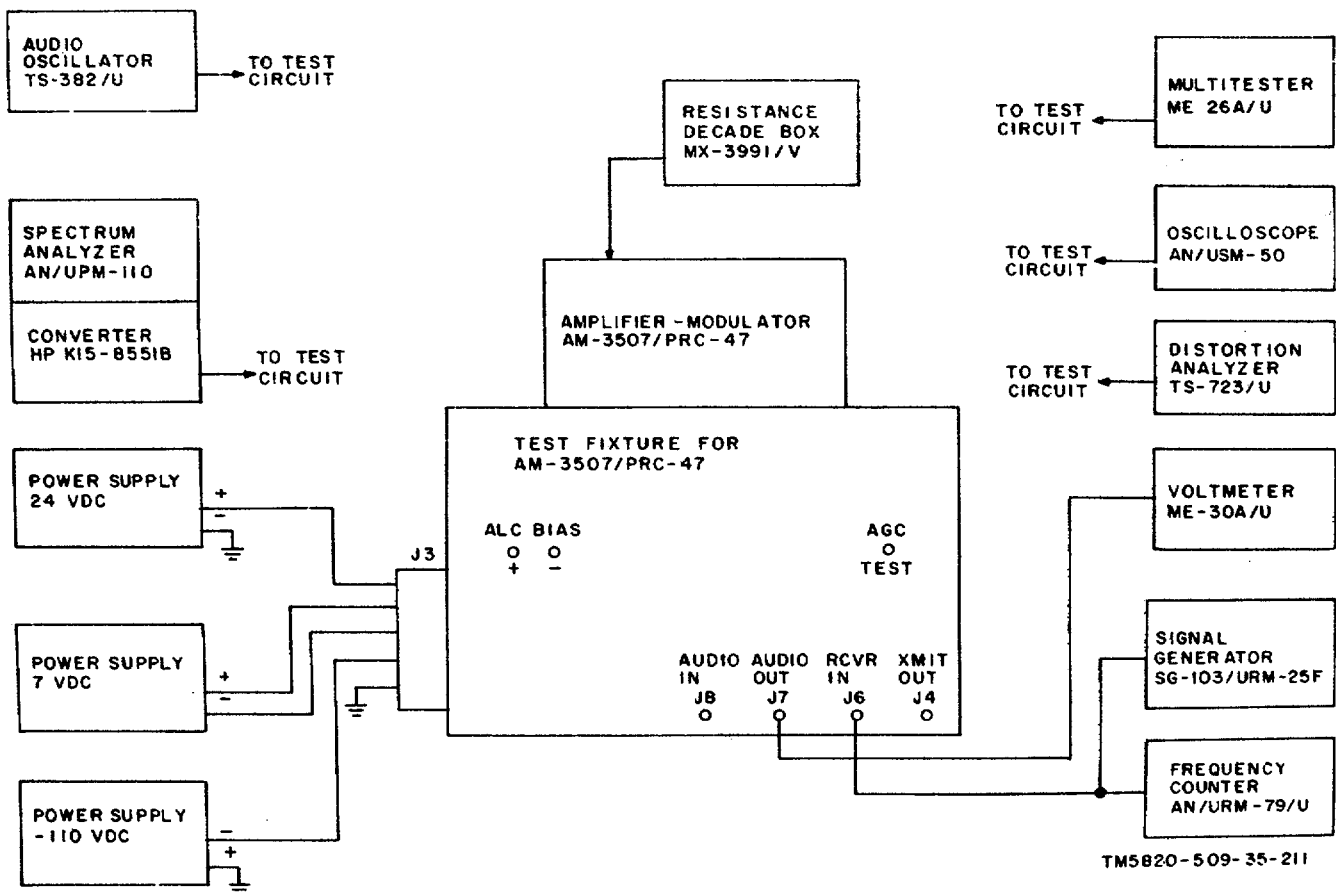 AUDIO
OSCILLATOR
TS-382/U
TO TEST
CIRCUIT
RESISTANCE
DECADE BOX
MX-3991/V
MULTITESTER
ME 26A/U
TO TEST
CIRCUIT
SPECTRUM
ANALYZER
AN/UPM-110
CONVERTER
HP K15-8551B
TO TEST
CIRCUIT
OSCILLOSCOPE
AN/USM-50
TO TEST
CIRCUIT
AMPLIFIER-MODULATOR
AM-3507/PRC-47
DISTORTION
ANALYZER
TS-723/U
TO TEST
CIRCUIT
TEST FIXTURE FOR
AM-3507/PRC-47
POWER SUPPLY
24 VDC
+
-
J3
ALC BIAS
+ -
AGC
TEST
VOLTMETER
ME-30A/U
POWER SUPPLY
7 VDC
+
-
AUDIO IN J8
AUDIO OUT J7
RCVR IN J6
XMIT OUT J4
SIGNAL
GENERATOR
SG-103/URM-25F
POWER SUPPLY
-110 VDC
-
+
FREQUENCY
COUNTER
AN/URM-79/U
TM5820-509-35-211